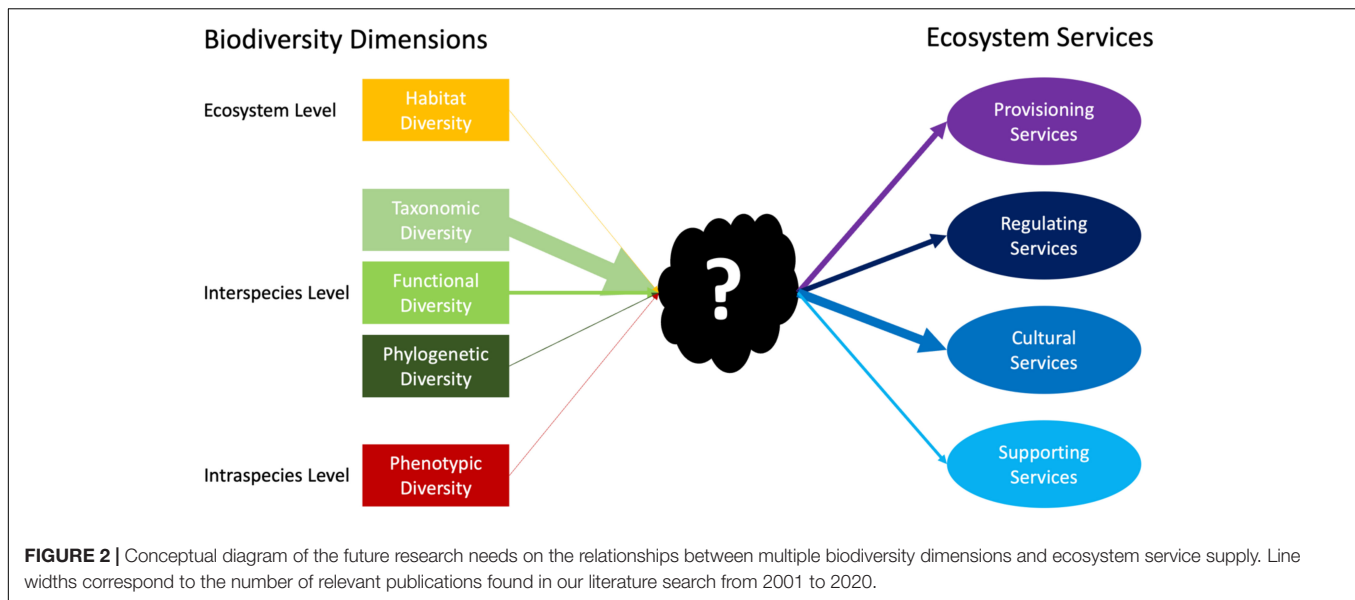 Biodiversity Dimensions
Ecosystem Services
Ecosystem Level
Habitat
Diversity
Interspecies Level
Taxonomic
Diversity
Functional
Diversity
Phylogenetic
Diversity
Intraspecies Level
Phenotypic
Diversity
?
Provisioning
Services
Regulating
Services
Cultural
Services
Supporting
Services
FIGURE 2 | Conceptual diagram of the future research needs on the relationships between multiple biodiversity dimensions and ecosystem service supply. Line
widths correspond to the number of relevant publications found in our literature search from 2001 to 2020.